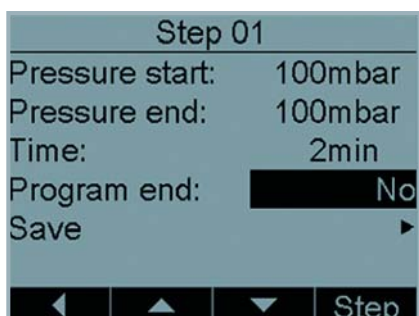 Step 01
Pressure start: 100mbar
Pressure end: 100mbar
Time: 2min
Program end: No
Save
Step